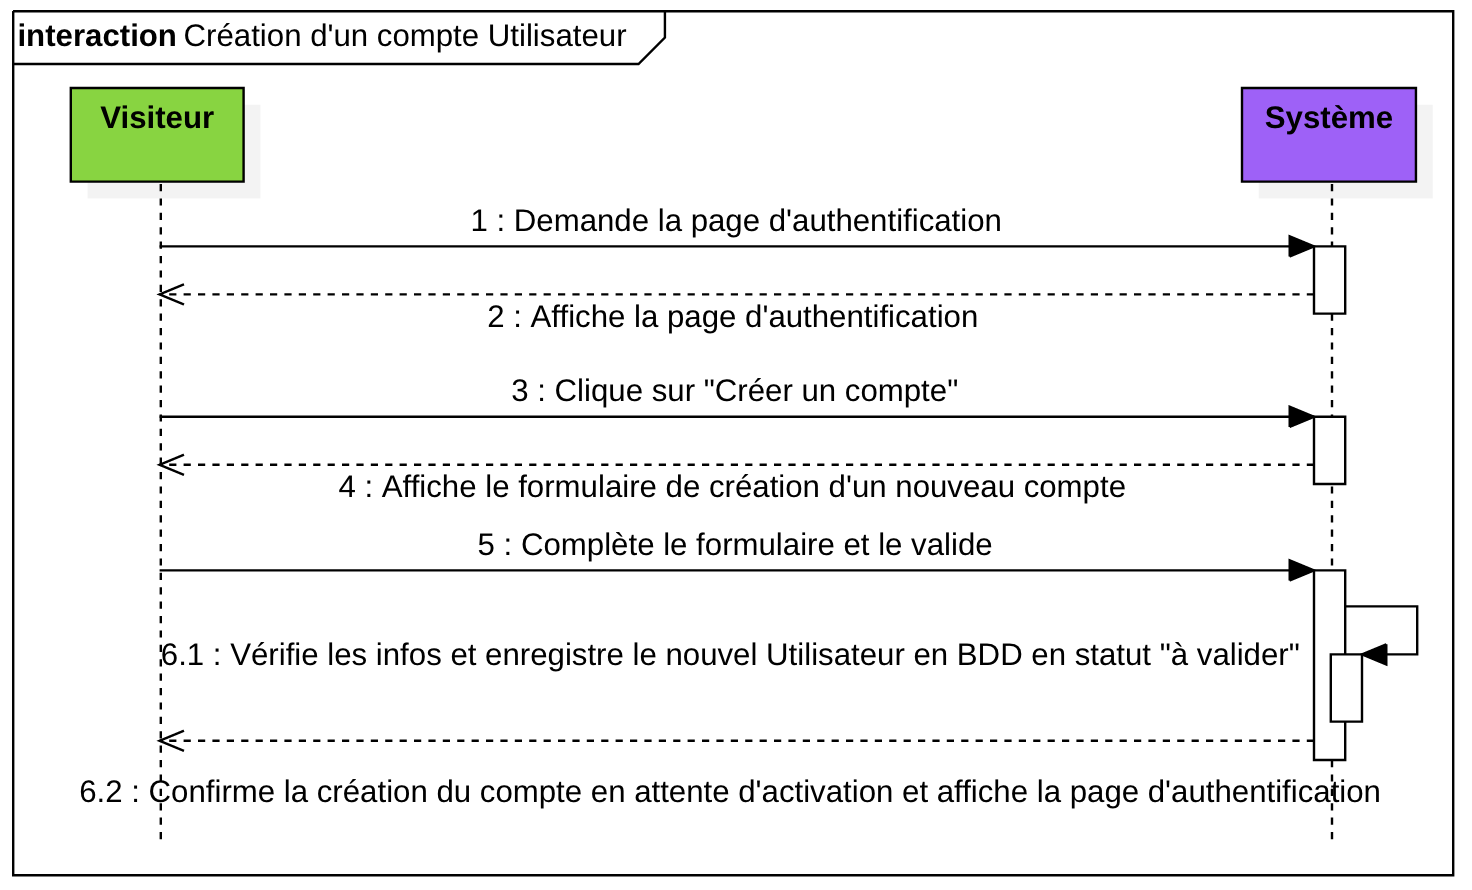 interaction Création d'un compte Utilisateur
Visiteur
Système
1 : Demande la page d'authentification
2 : Affiche la page d'authentification
3 : Clique sur "Créer un compte"
4 : Affiche le formulaire de création d'un nouveau compte
5 : Complète le formulaire et le valide
6.1 : Vérifie les infos et enregistre le nouvel Utilisateur en BDD en statut "à valider"
6.2 : Confirme la création du compte en attente d'activation et affiche la page d'authentification